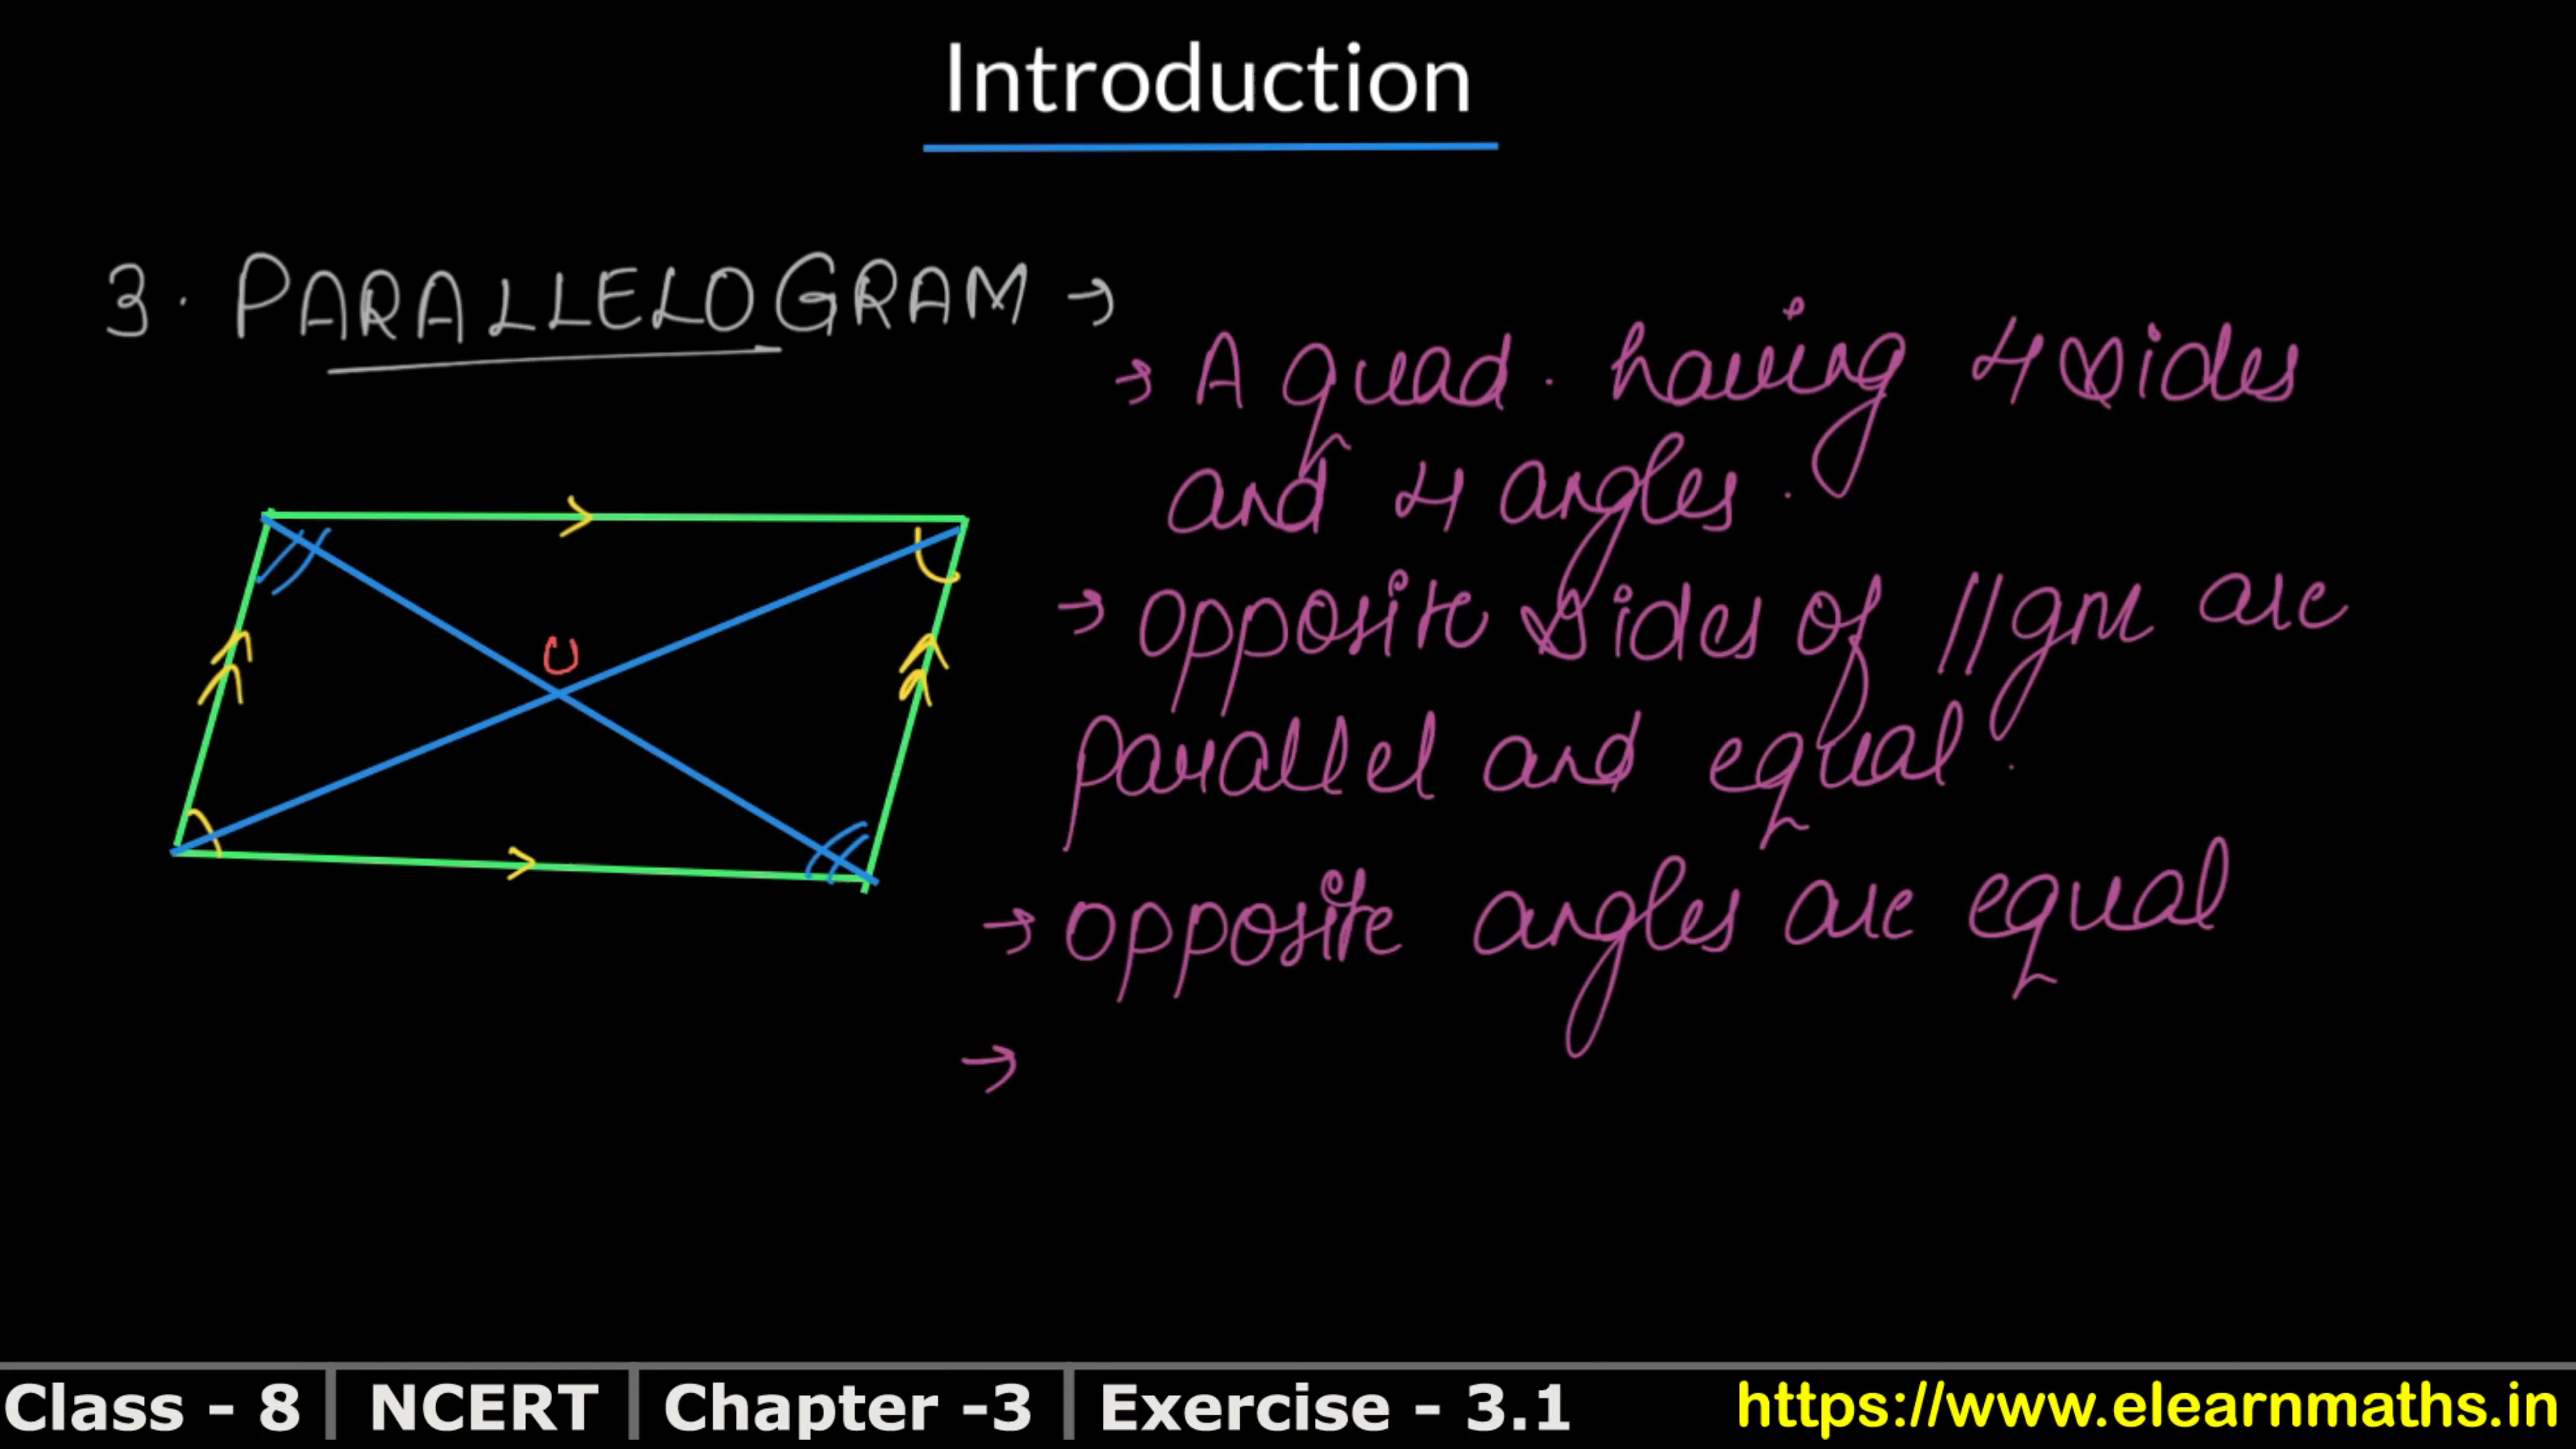 Introduction
3. PARALLELOGRAM →
→ A quad. having 4 sides
and 4 angles.
→ opposite sides of ||gm are
parallel and equal.
→ opposite angles are equal
→
O
Class - 8 | NCERT | Chapter -3 | Exercise - 3.1 https://www.elearnmaths.in